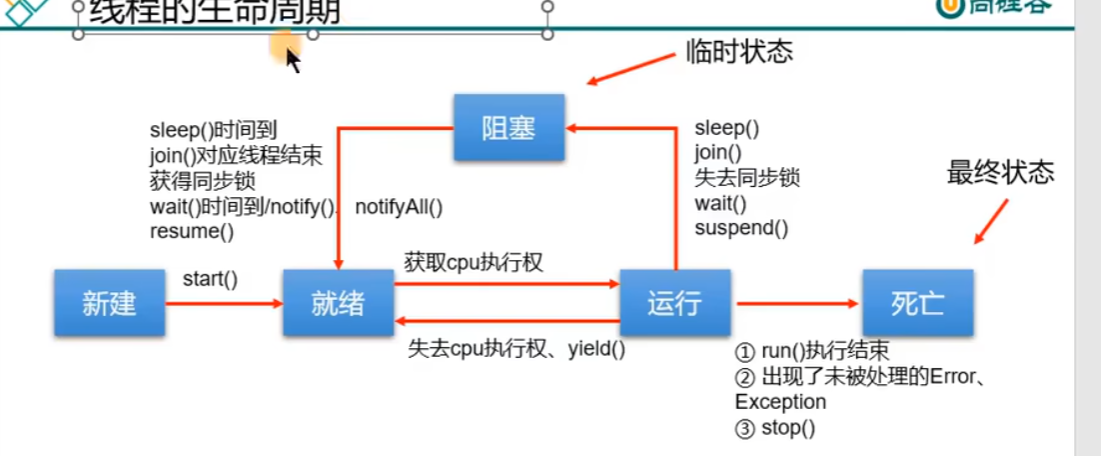 线程的生命周期
尚硅谷
临时状态
阻塞
sleep()时间到
join()对应线程结束
获得同步锁
wait()时间到/notify()、notifyAll()
resume()
sleep()
join()
失去同步锁
wait()
suspend()
最终状态
start()
获取cpu执行权
新建
就绪
运行
死亡
失去cpu执行权、yield()
① run()执行结束
② 出现了未被处理的Error、
Exception
③ stop()